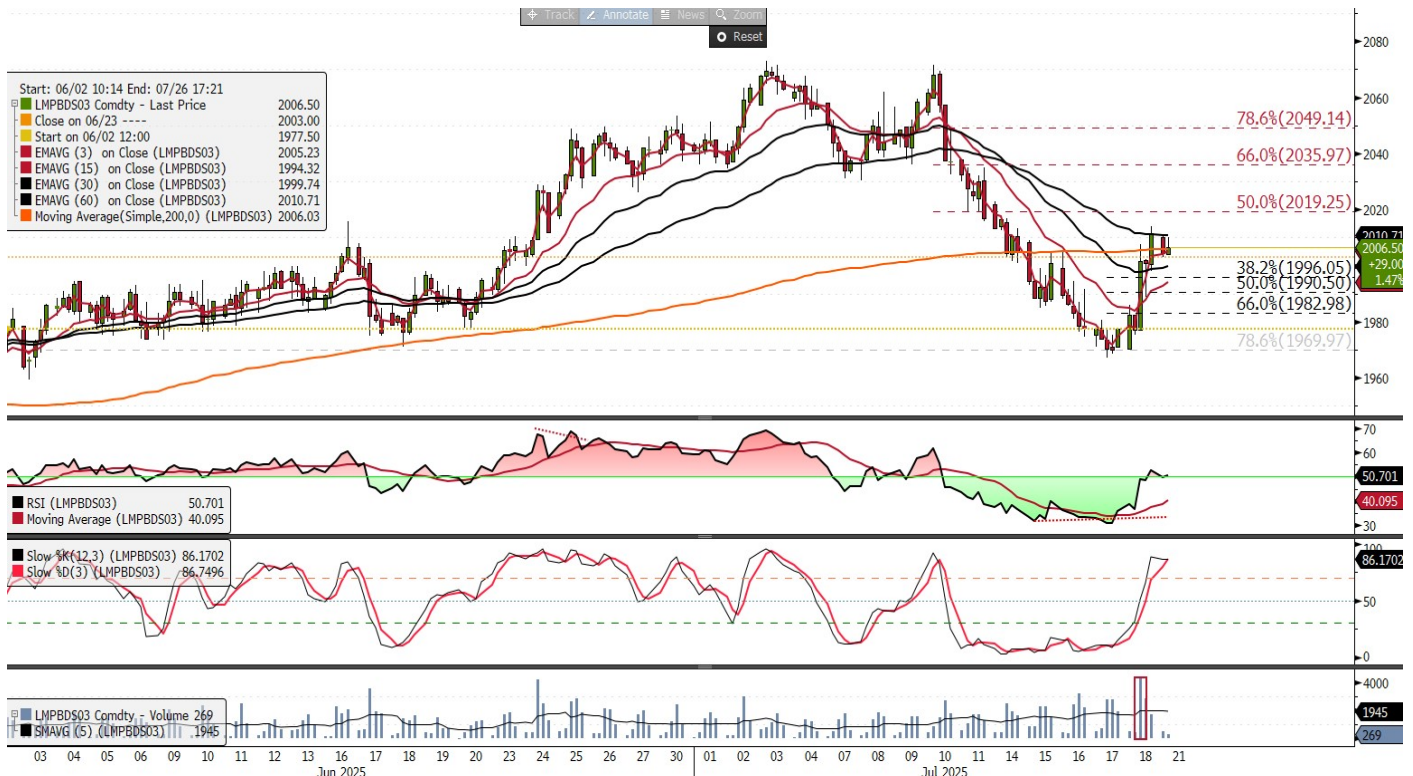 Track Annotate News Zoom
Reset
Start: 06/02 10:14 End: 07/26 17:21
LMPBDS03 Comdty - Last Price 2006.50
Close on 06/23 ---- 2003.00
Start on 06/02 12:00 1977.50
EMAVG (3) on Close (LMPBDS03) 2005.23
EMAVG (15) on Close (LMPBDS03) 1994.32
EMAVG (30) on Close (LMPBDS03) 1999.74
EMAVG (60) on Close (LMPBDS03) 2010.71
Moving Average(Simple,200,0) (LMPBDS03) 2006.03
78.6%(2049.14)
66.0%(2035.97)
50.0%(2019.25)
38.2%(1996.05)
50.0%(1990.50)
66.0%(1982.98)
78.6%(1969.97)
2080
2060
2040
2020
2010.71
2006.50
+29.00
1.47%
1980
1960
RSI (LMPBDS03) 50.701
Moving Average (LMPBDS03) 40.095
70
60
50.701
40.095
30
Slow %K(12,3) (LMPBDS03) 86.1702
Slow %D(3) (LMPBDS03) 86.7496
100
86.1702
50
0
LMPBDS03 Comdty - Volume 269
SMAVG (5) (LMPBDS03) 1945
4000
1945
269
03 04 05 06 09 10 11 12 13 16 17 18 19 20 23 24 25 26 27 30 01 02 03 04 07 08 09 10 11 14 15 16 17 18 21
Jun 2025 Jul 2025